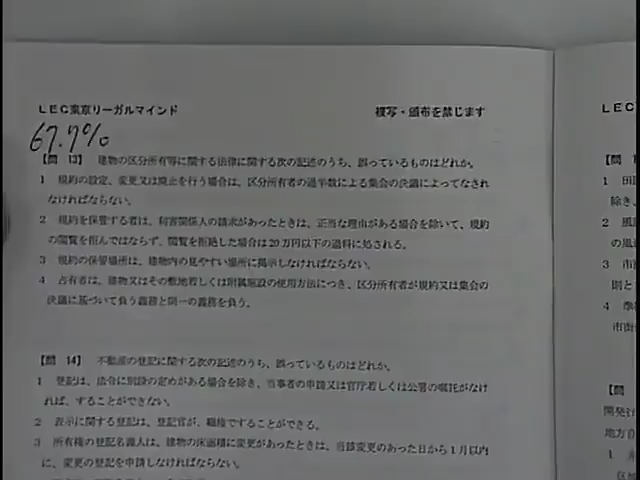 LEC東京リーガルマインド
複写・頒布を禁じます
67.7%
【問 13】 建物の区分所有等に関する法律に関する次の記述のうち、誤っているものはどれか。
1 規約の設定、変更又は廃止を行う場合は、区分所有者の過半数による集会の決議によってなされ
なければならない。
2 規約を保管する者は、利害関係人の請求があったときは、正当な理由がある場合を除いて、規約
の閲覧を拒んではならず、閲覧を拒絶した場合は20万円以下の過料に処される。
3 規約の保管場所は、建物内の見やすい場所に掲示しなければならない。
4 占有者は、建物又はその敷地若しくは附属施設の使用方法につき、区分所有者が規約又は集会の
決議に基づいて負う義務と同一の義務を負う。
【問 14】 不動産の登記に関する次の記述のうち、誤っているものはどれか。
1 登記は、法令に別段の定めがある場合を除き、当事者の申請又は官庁若しくは公署の嘱託がなけ
れば、することができない。
2 表示に関する登記は、登記官が、職権ですることができる。
3 所有権の登記名義人は、建物の床面積に変更があったときは、当該変更のあった日から1月以内
に、変更の登記を申請しなければならない。
LEC
【問
1 田
除き、
2 風
の風
3 市
則と
4 準
市街
【問
開発行
地方自
1
区域